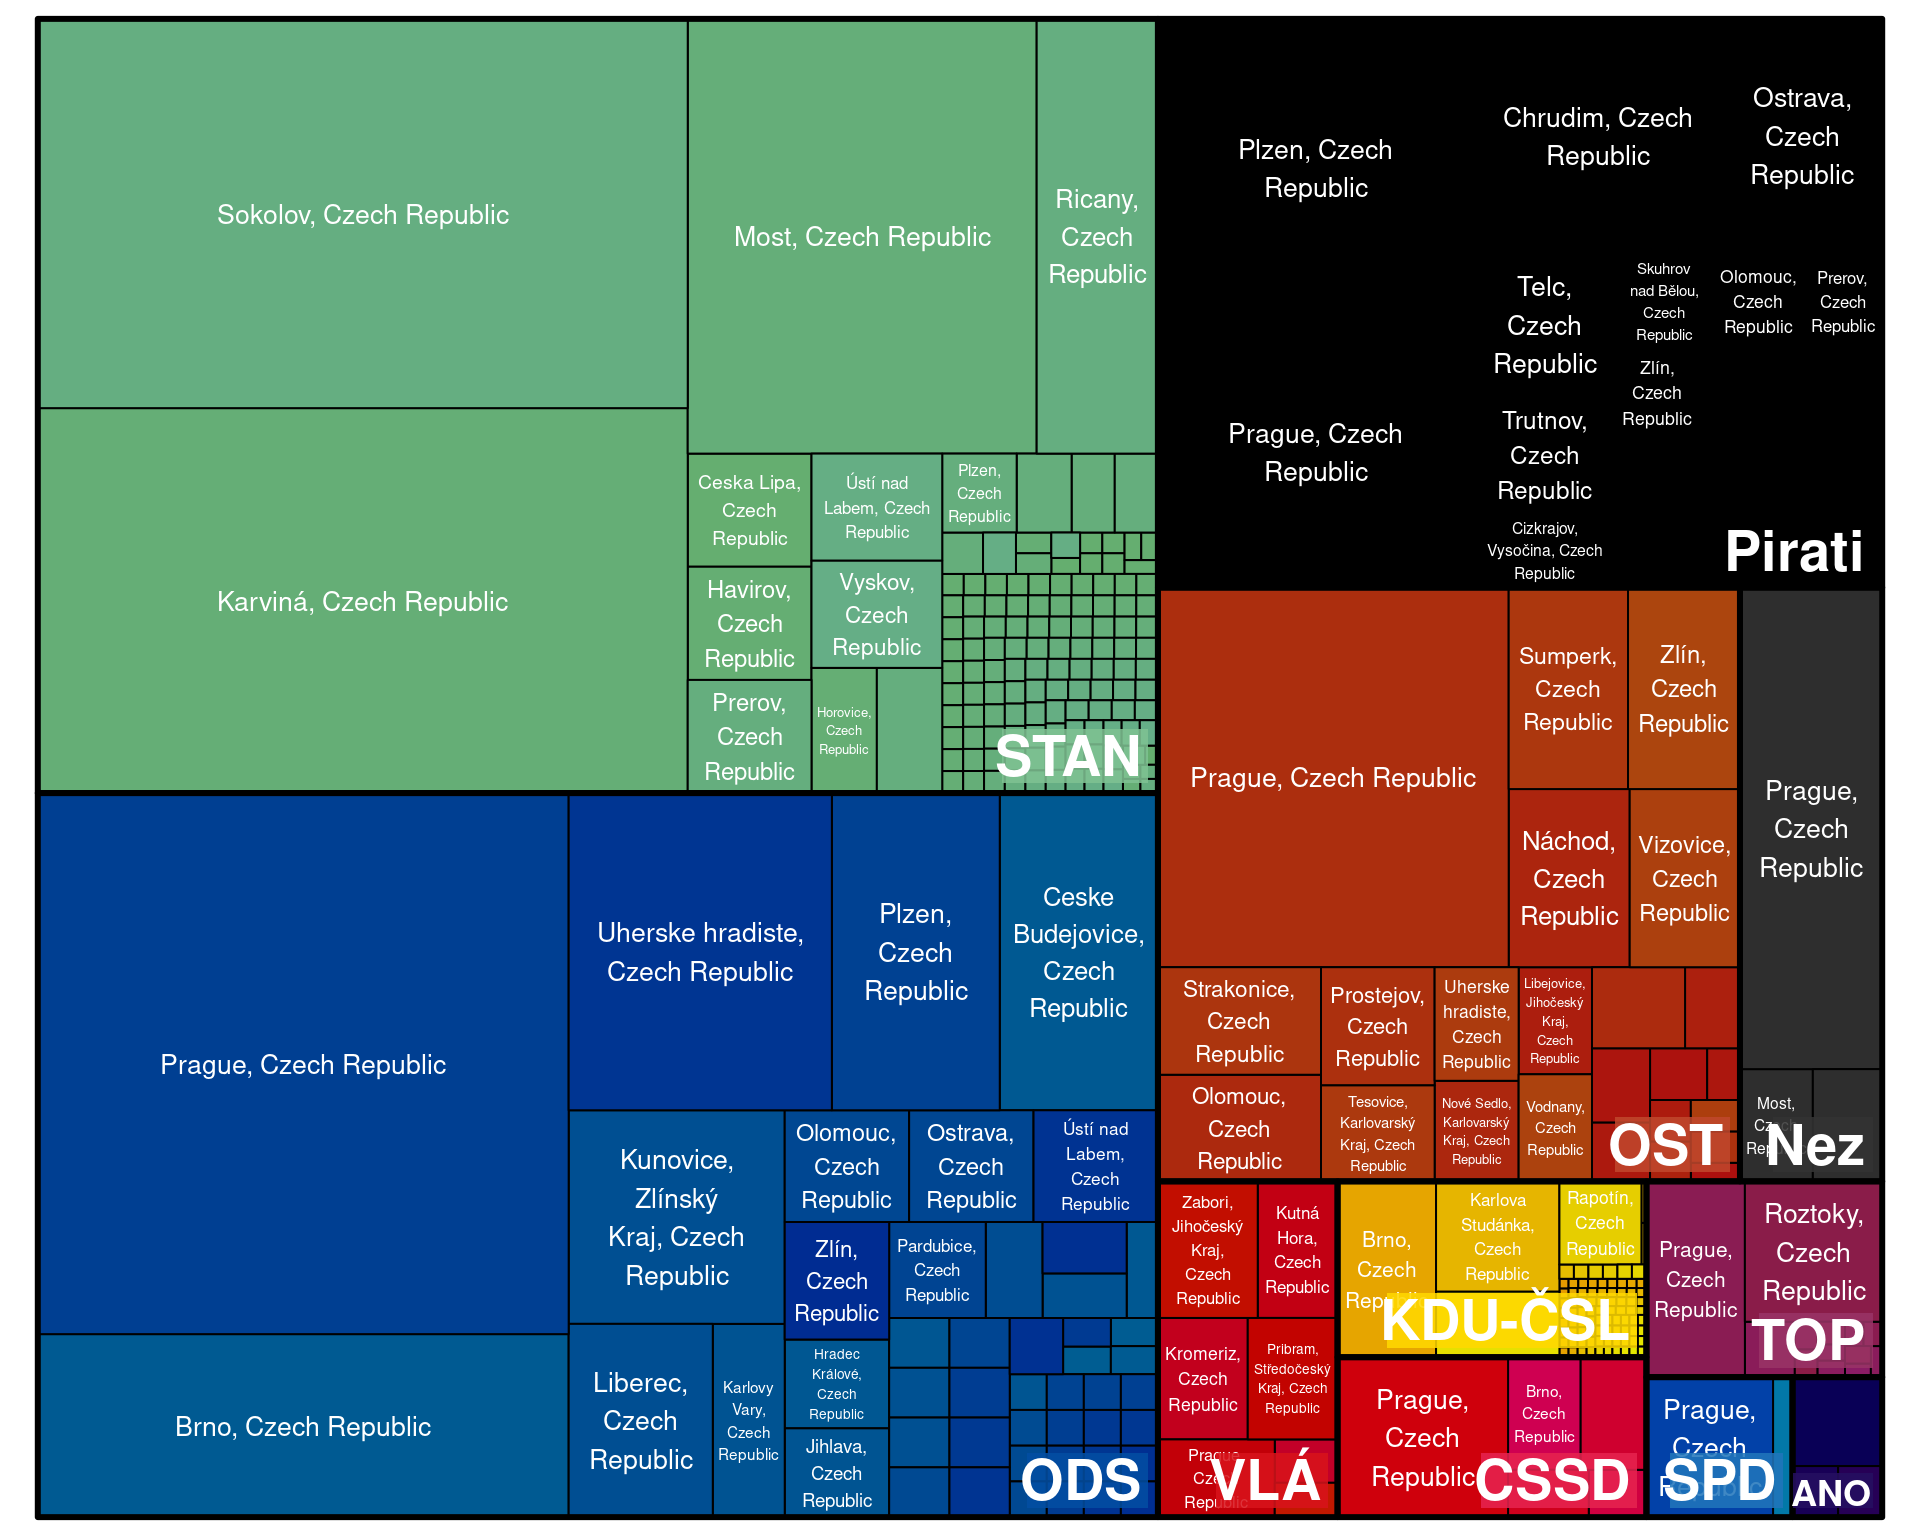 Sokolov, Czech Republic
Karviná, Czech Republic
Most, Czech Republic
Ricany,
Czech
Republic
Ceska Lipa,
Czech
Republic
Ústí nad
Labem, Czech
Republic
Plzen,
Czech
Republic
Havirov,
Czech
Republic
Vyskov,
Czech
Republic
Prerov,
Czech
Republic
Horovice,
Czech
Republic
STAN
Plzen, Czech
Republic
Chrudim, Czech
Republic
Ostrava,
Czech
Republic
Prague, Czech
Republic
Telc,
Czech
Republic
Skuhrov
nad Bělou,
Czech
Republic
Olomouc,
Czech
Republic
Prerov,
Czech
Republic
Zlín,
Czech
Republic
Trutnov,
Czech
Republic
Cizkrajov,
Vysočina, Czech
Republic
Pirati
Prague, Czech Republic
Brno, Czech Republic
Uherske hradiste,
Czech Republic
Plzen,
Czech
Republic
Ceske
Budejovice,
Czech
Republic
Kunovice,
Zlínský
Kraj, Czech
Republic
Olomouc,
Czech
Republic
Ostrava,
Czech
Republic
Ústí nad
Labem,
Czech
Republic
Zlín,
Czech
Republic
Pardubice,
Czech
Republic
Liberec,
Czech
Republic
Karlovy
Vary,
Czech
Republic
Hradec
Králové,
Czech
Republic
Jihlava,
Czech
Republic
ODS
Prague, Czech Republic
Sumperk,
Czech
Republic
Zlín,
Czech
Republic
Náchod,
Czech
Republic
Vizovice,
Czech
Republic
Strakonice,
Czech
Republic
Prostejov,
Czech
Republic
Uherske
hradiste,
Czech
Republic
Libejovice,
Jihočeský
Kraj,
Czech
Republic
Olomouc,
Czech
Republic
Tesovice,
Karlovarský
Kraj, Czech
Republic
Nové Sedlo,
Karlovarský
Kraj, Czech
Republic
Vodnany,
Czech
Republic
OST
Prague,
Czech
Republic
Most,
Czech
Republic
Nez
Zabori,
Jihočeský
Kraj,
Czech
Republic
Kutná
Hora,
Czech
Republic
Kromeriz,
Czech
Republic
Pribram,
Středočeský
Kraj, Czech
Republic
Prague
Czech
Republic
VLÁ
Brno,
Czech
Republic
Karlova
Studánka,
Czech
Republic
Rapotín,
Czech
Republic
KDU-ČSL
Prague,
Czech
Republic
Brno,
Czech
Republic
CSSD
Prague,
Czech
Republic
Roztoky,
Czech
Republic
TOP
Prague,
Czech
Republic
SPD
ANO